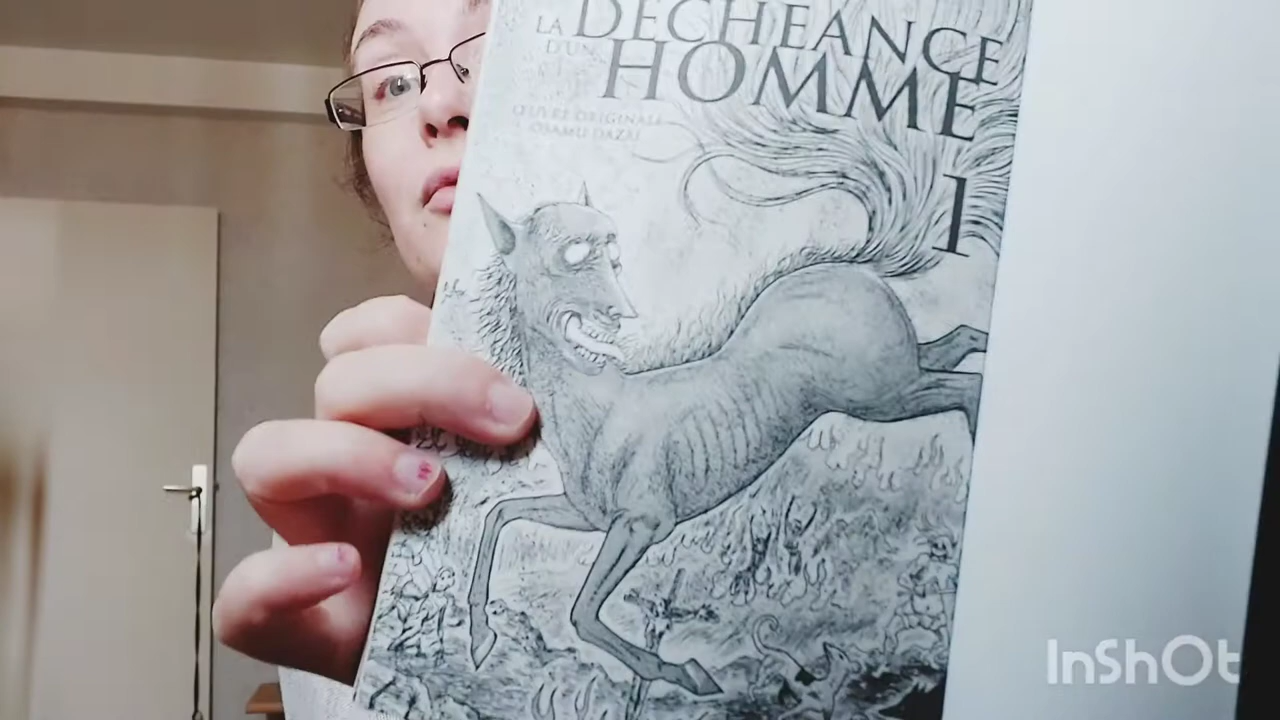 LA DÉCHÉANCE
D'UN HOMME
ŒUVRE ORIGINALE
OSAMU DAZAI
1
InShOt